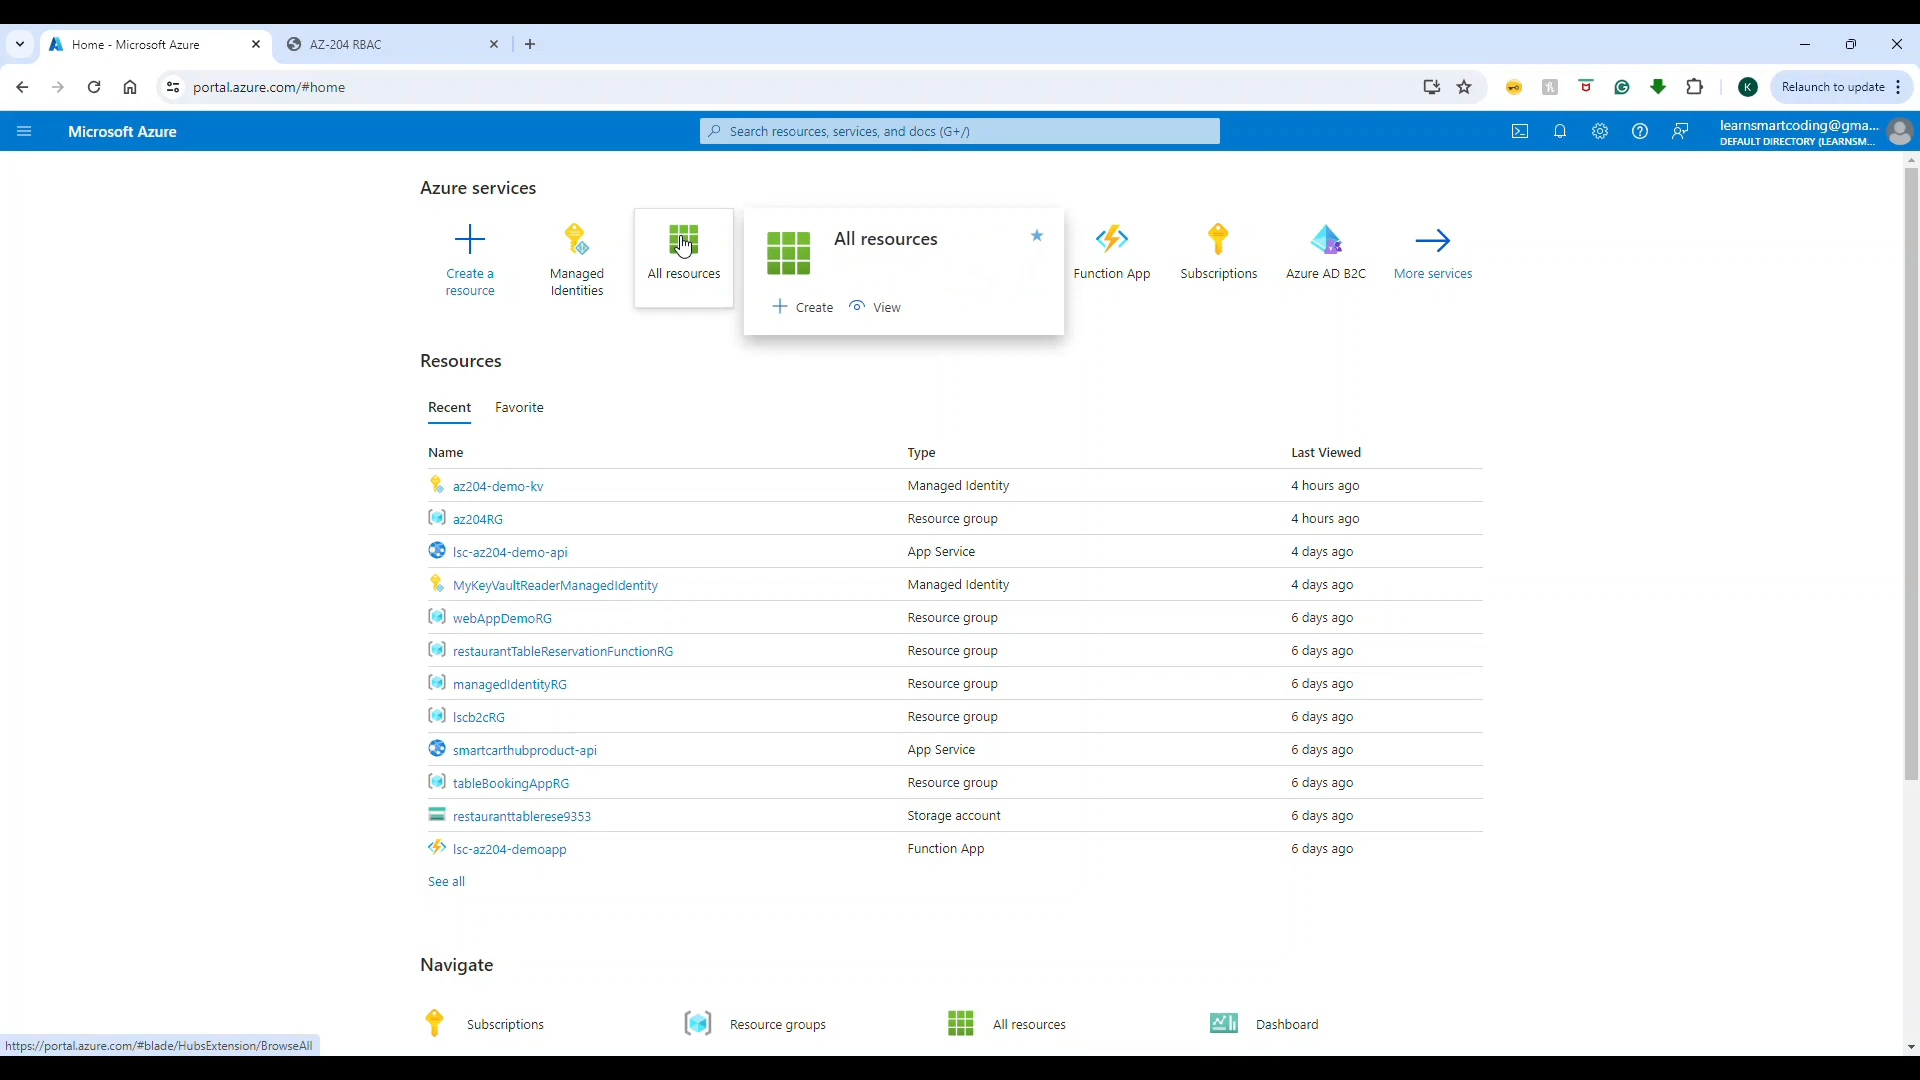 Home - Microsoft Azure
AZ-204 RBAC
portal.azure.com/#home
K
Relaunch to update
Microsoft Azure
Search resources, services, and docs (G+/)
learnsmartcoding@gma...
DEFAULT DIRECTORY (LEARNSM...
Azure services
Create a
resource
Managed
Identities
All resources
All resources
Create
View
Function App
Subscriptions
Azure AD B2C
More services
Resources
Recent
Favorite
Name
Type
Last Viewed
az204-demo-kv
Managed Identity
4 hours ago
az204RG
Resource group
4 hours ago
lsc-az204-demo-api
App Service
4 days ago
MyKeyVaultReaderManagedIdentity
Managed Identity
4 days ago
webAppDemoRG
Resource group
6 days ago
restaurantTableReservationFunctionRG
Resource group
6 days ago
managedIdentityRG
Resource group
6 days ago
lscb2cRG
Resource group
6 days ago
smartcarthubproduct-api
App Service
6 days ago
tableBookingAppRG
Resource group
6 days ago
restauranttablerese9353
Storage account
6 days ago
lsc-az204-demoapp
Function App
6 days ago
See all
Navigate
Subscriptions
Resource groups
All resources
Dashboard
https://portal.azure.com/#blade/HubsExtension/BrowseAll